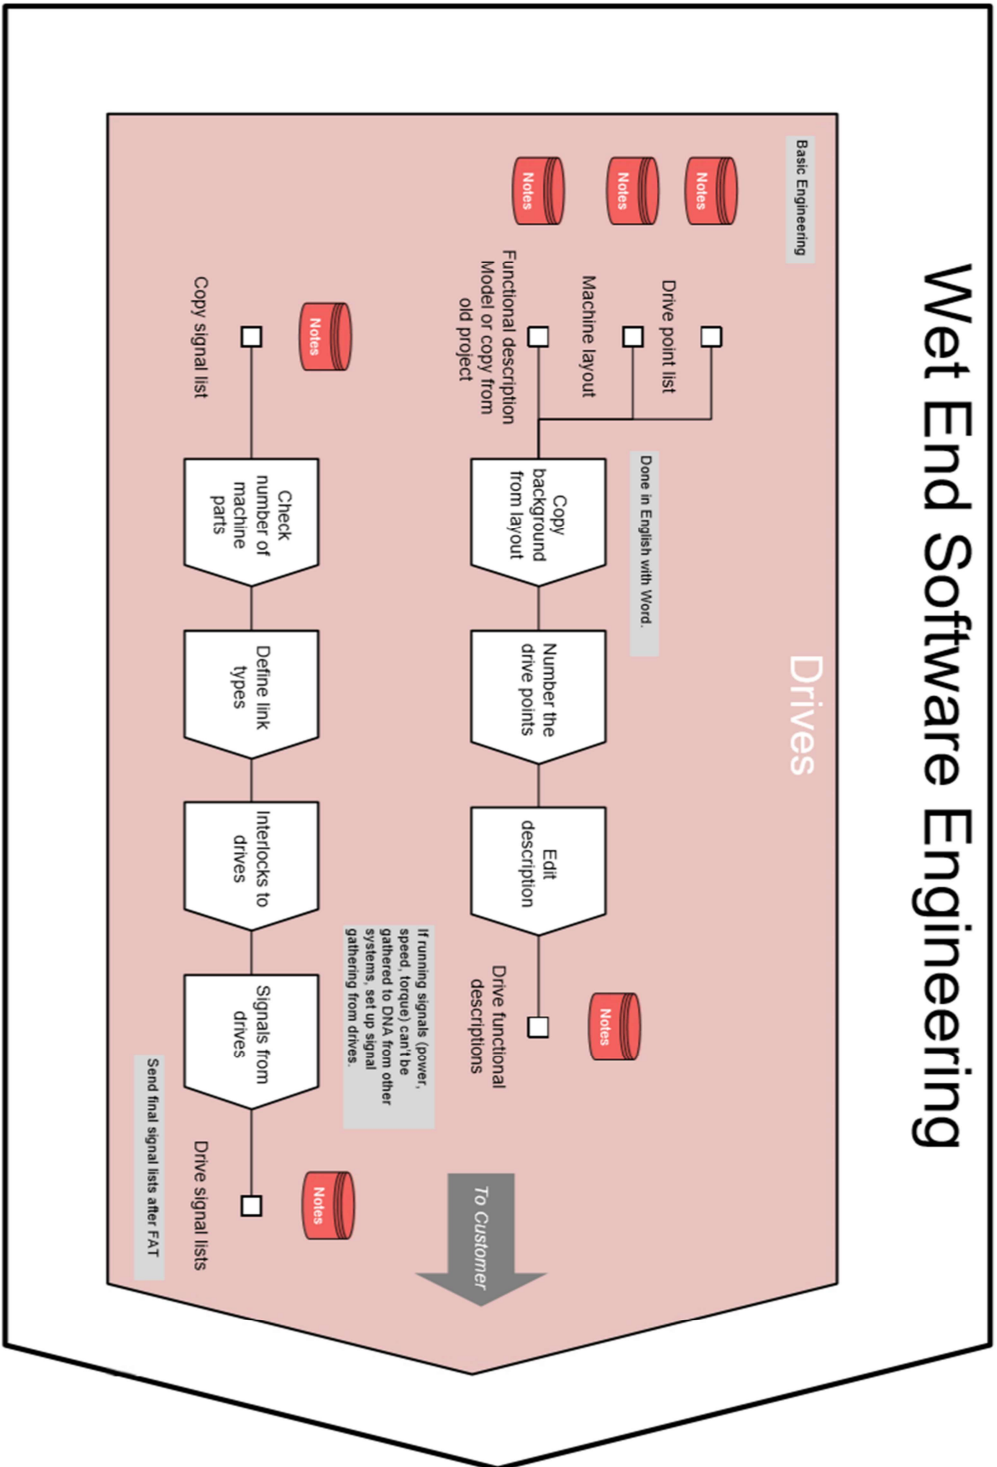 Wet End Software Engineering
Drives
Basic Engineering
Notes
Drive point list
Notes
Machine layout
Notes
Functional description
Model or copy from
old project
Done in English with Word.
Copy
background
from layout
Number the
drive points
Edit
description
Notes
Drive functional
descriptions
To Customer
If running signals (power,
speed, torque) can't be
gathered to DNA from other
systems, set up signal
gathering from drives.
Notes
Copy signal list
Check
number of
machine
parts
Define link
types
Interlocks to
drives
Signals from
drives
Notes
Drive signal lists
Send final signal lists after FAT